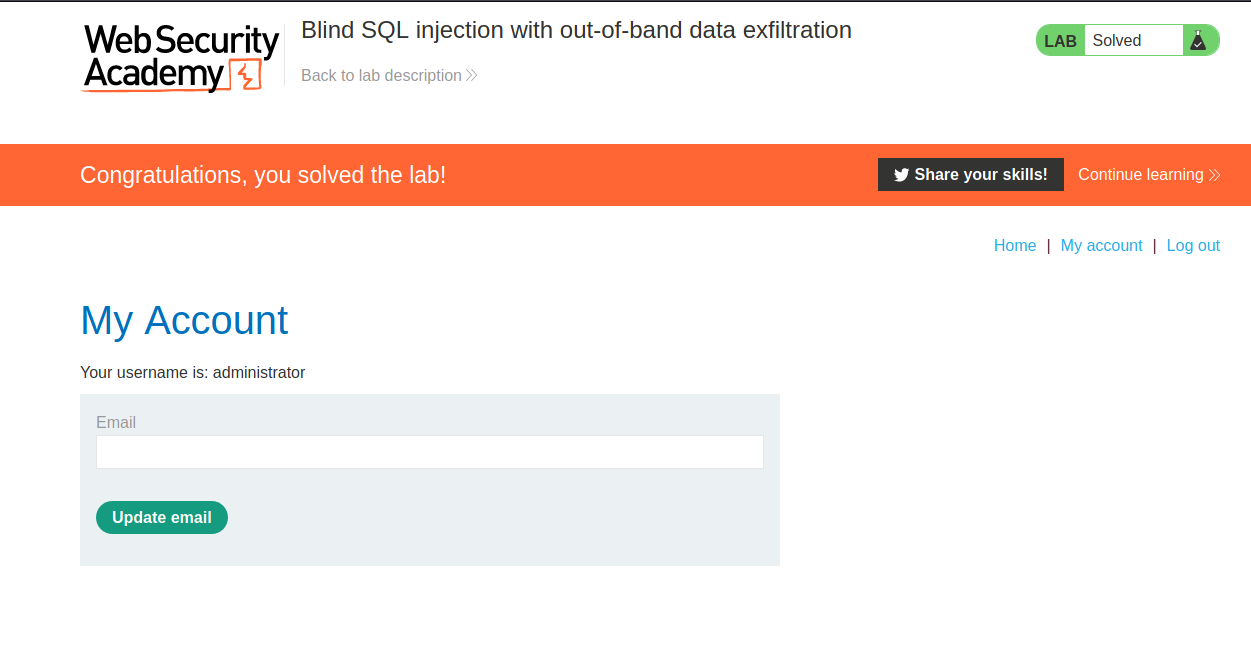 Web Security
Academy
Blind SQL injection with out-of-band data exfiltration
Back to lab description
LAB Solved
Congratulations, you solved the lab!
Share your skills!
Continue learning
Home | My account | Log out
My Account
Your username is: administrator
Email
Update email